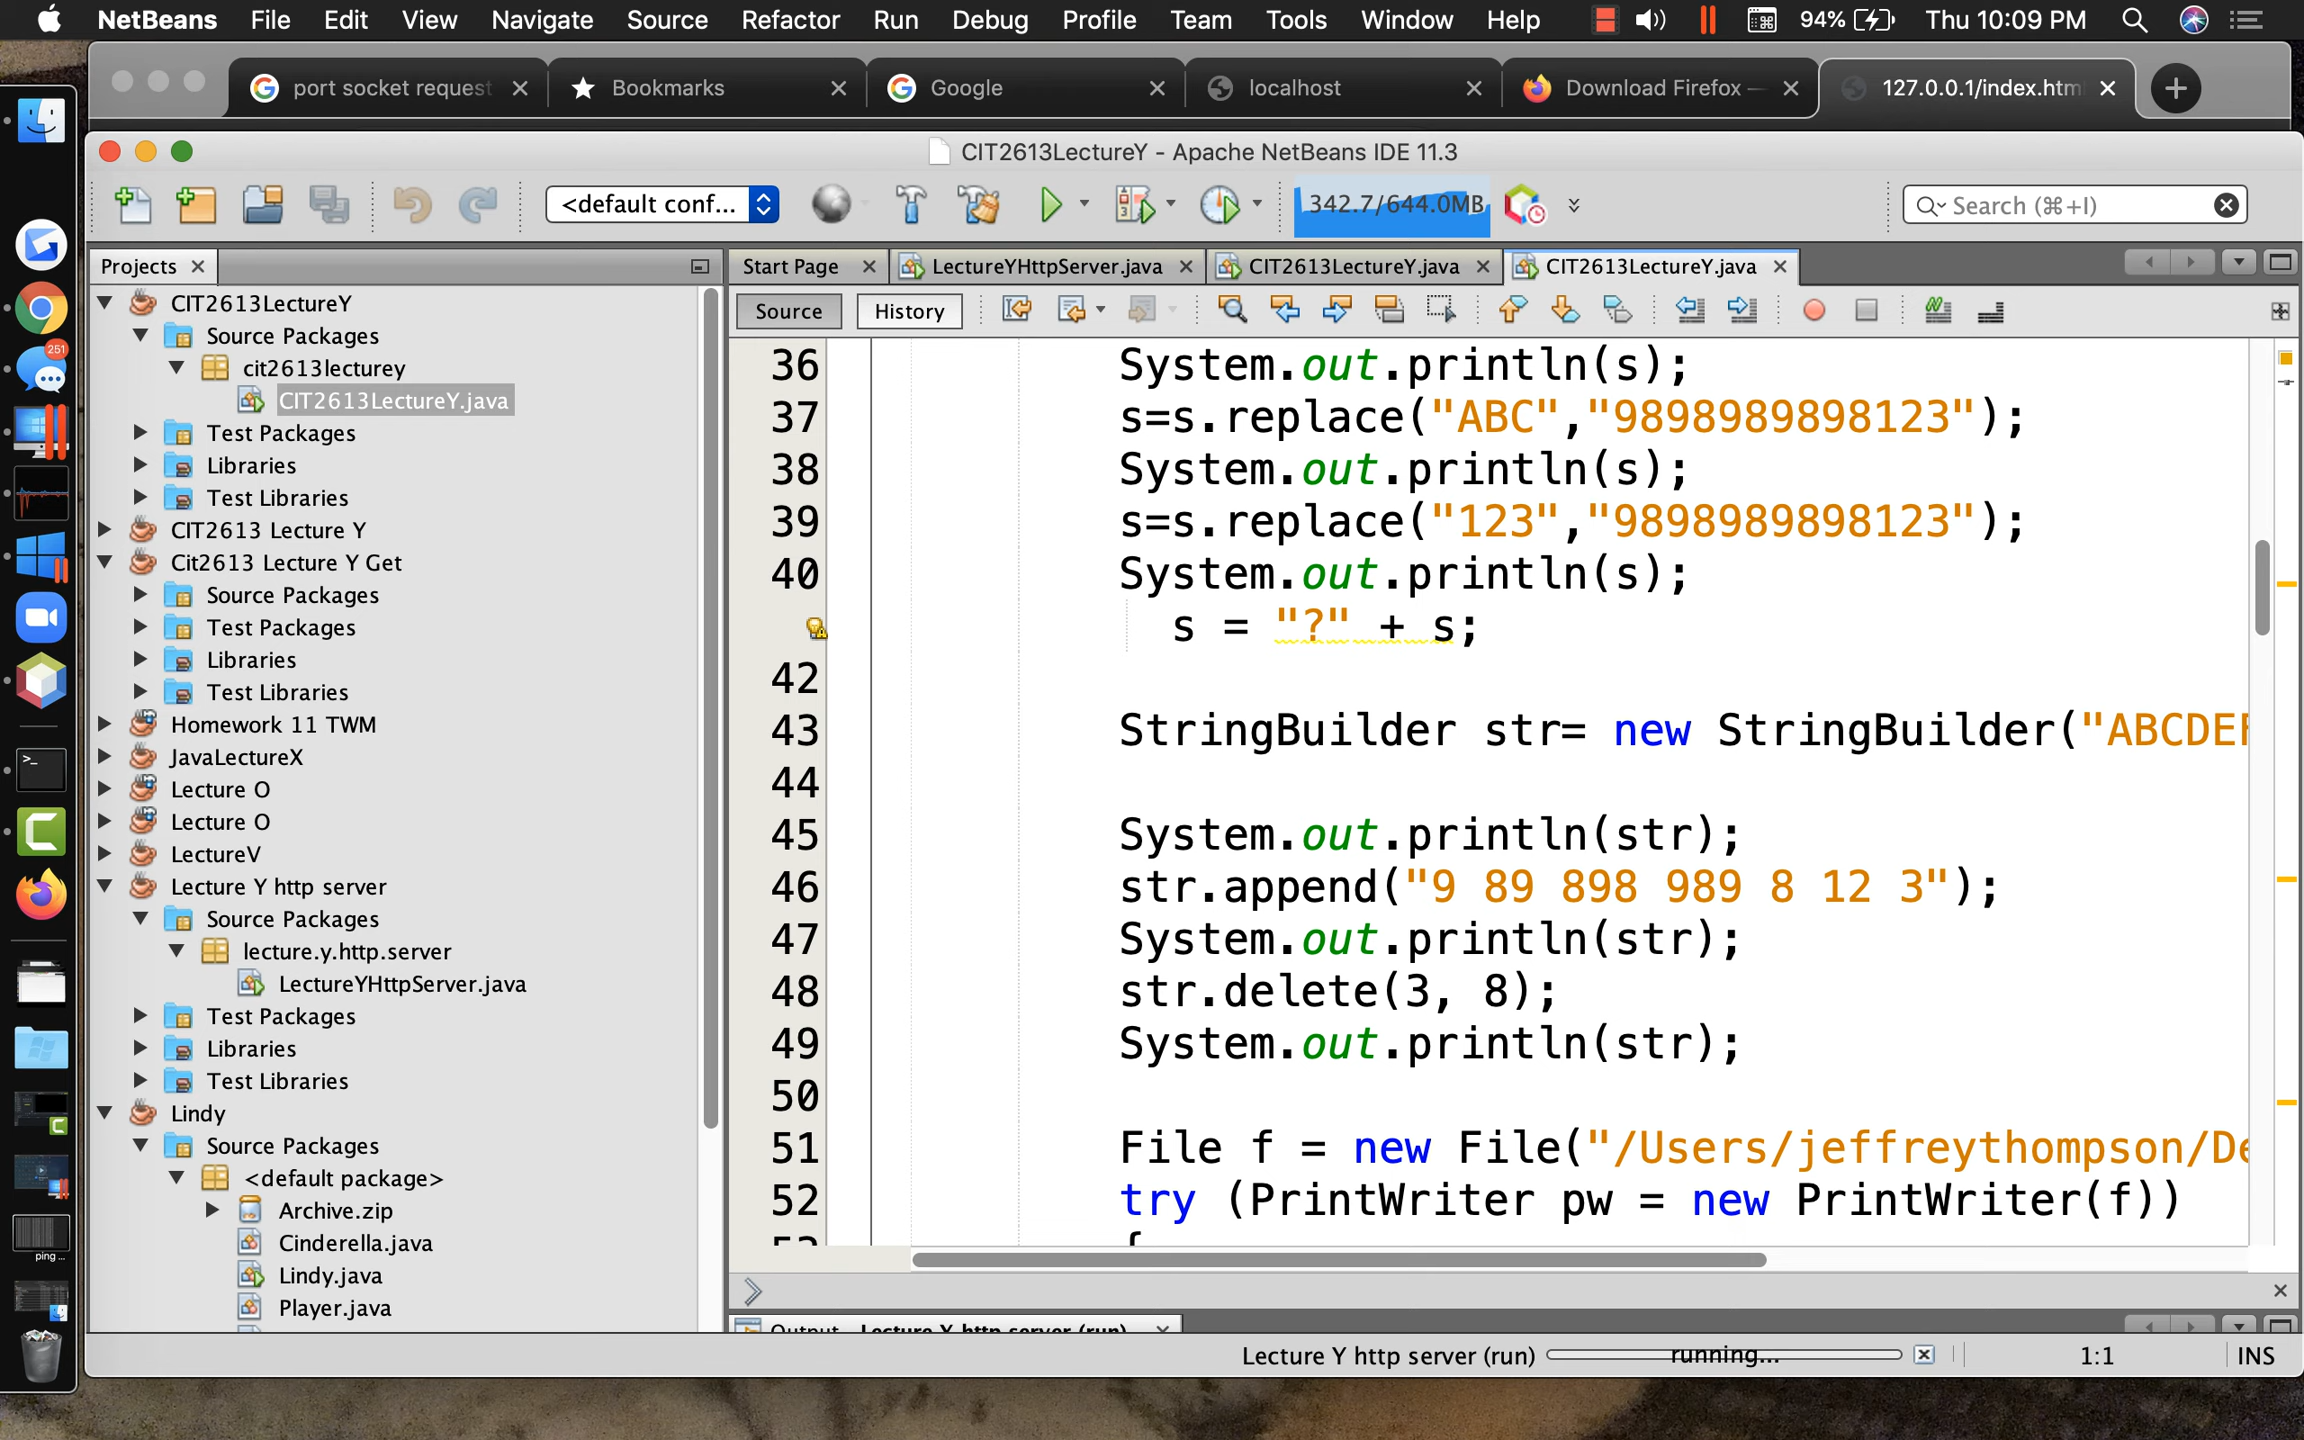 NetBeans File Edit View Navigate Source Refactor Run Debug Profile Team Tools Window Help 94% Thu 10:09 PM
port socket request Bookmarks Google localhost Download Firefox — 127.0.0.1/index.htm
CIT2613LectureY - Apache NetBeans IDE 11.3
<default conf... 342.7/644.0MB Search (⌘+I)
Projects
Start Page LectureYHttpServer.java CIT2613LectureY.java CIT2613LectureY.java
Source History
CIT2613LectureY
Source Packages
cit2613lecturey
CIT2613LectureY.java
Test Packages
Libraries
Test Libraries
CIT2613 Lecture Y
Cit2613 Lecture Y Get
Source Packages
Test Packages
Libraries
Test Libraries
Homework 11 TWM
JavaLectureX
Lecture O
Lecture O
LectureV
Lecture Y http server
Source Packages
lecture.y.http.server
LectureYHttpServer.java
Test Packages
Libraries
Test Libraries
Lindy
Source Packages
<default package>
Archive.zip
Cinderella.java
Lindy.java
Player.java
36 System.out.println(s);
37 s=s.replace("ABC","9898989898123");
38 System.out.println(s);
39 s=s.replace("123","9898989898123");
40 System.out.println(s);
s = "?" + s;
42
43 StringBuilder str= new StringBuilder("ABCDEF
44
45 System.out.println(str);
46 str.append("9 89 898 989 8 12 3");
47 System.out.println(str);
48 str.delete(3, 8);
49 System.out.println(str);
50
51 File f = new File("/Users/jeffreythompson/De
52 try (PrintWriter pw = new PrintWriter(f))
53 {
Output - Lecture Y http server (run)
Lecture Y http server (run) running... 1:1 INS
251
ping ...